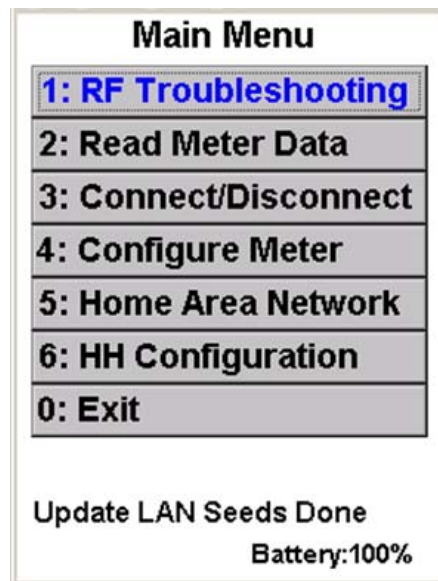 Main Menu
1: RF Troubleshooting
2: Read Meter Data
3: Connect/Disconnect
4: Configure Meter
5: Home Area Network
6: HH Configuration
0: Exit
Update LAN Seeds Done
Battery:100%